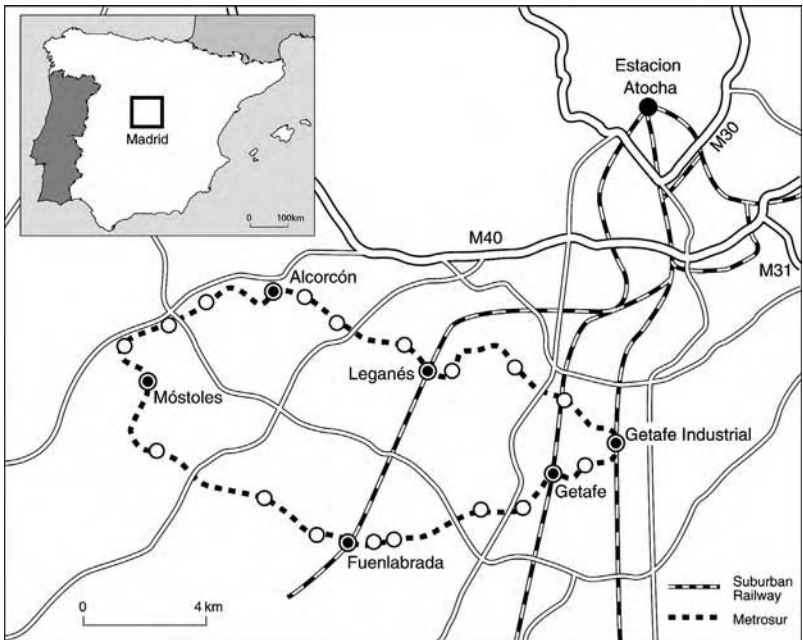 Madrid
0 100km
Estacion
Atocha
M30
M40
M31
Alcorcón
Leganés
Móstoles
Getafe Industrial
Getafe
Fuenlabrada
0 4 km
Suburban
Railway
Metrosur